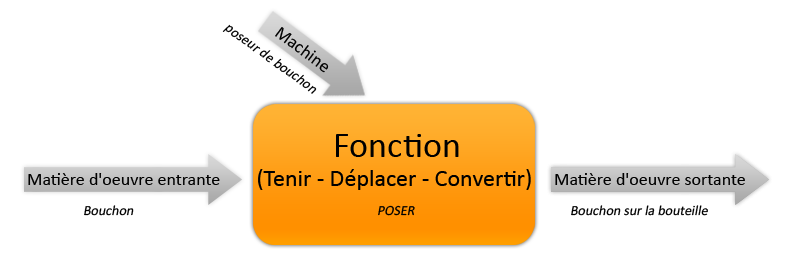 Machine
poseur de bouchon
Fonction
(Tenir - Déplacer - Convertir)
POSER
Matière d'oeuvre entrante
Bouchon
Matière d'oeuvre sortante
Bouchon sur la bouteille